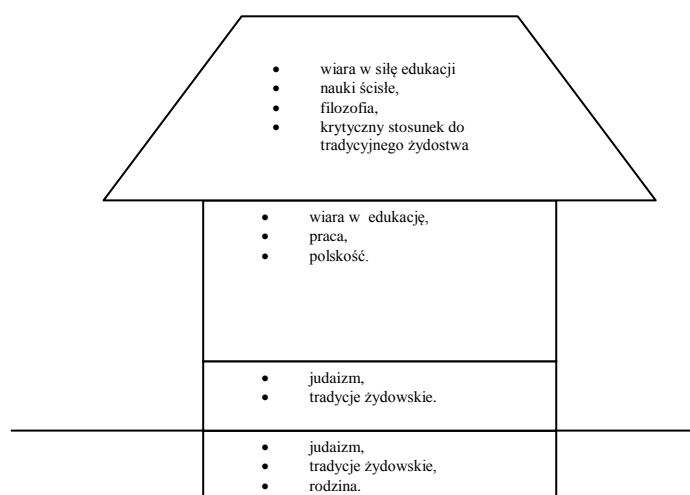 • wiara w siłę edukacji
• nauki ścisłe,
• filozofia,
• krytyczny stosunek do
tradycyjnego żydostwa
• wiara w edukację,
• praca,
• polskość.
• judaizm,
• tradycje żydowskie.
• judaizm,
• tradycje żydowskie,
• rodzina.